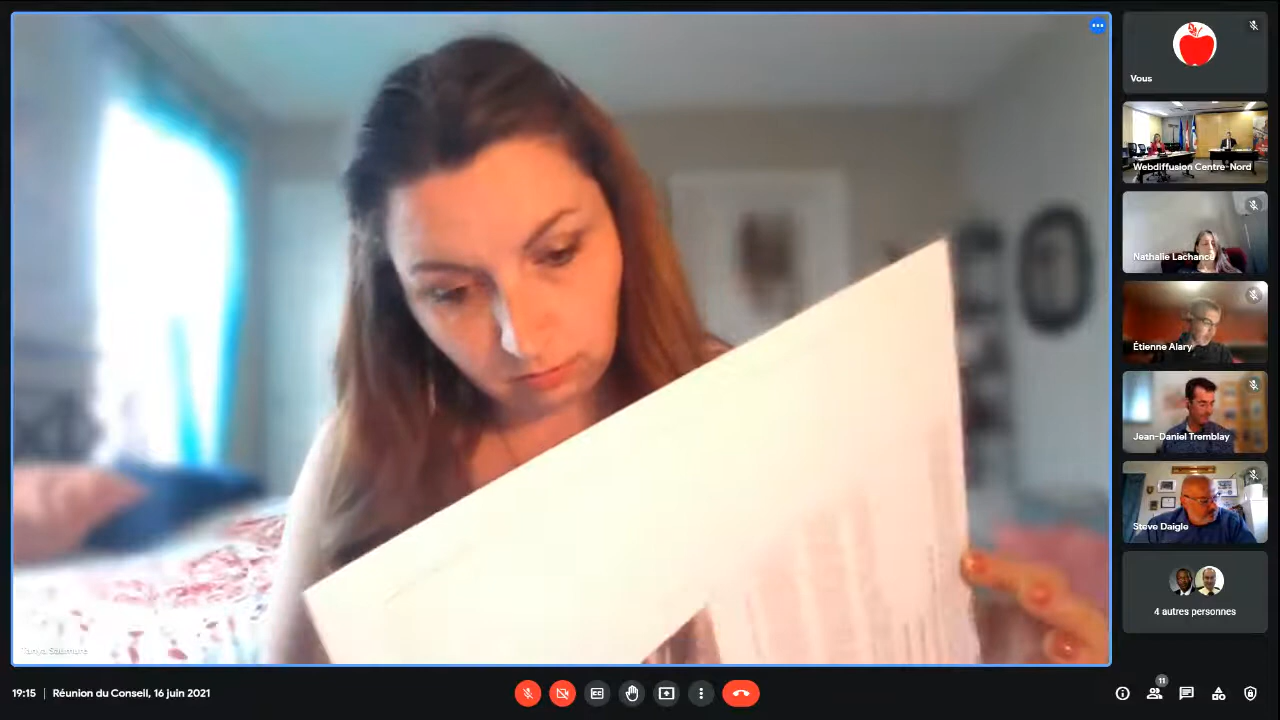 Vous
Webdiffusion Centre-Nord
Nathalie Lachance
Étienne Alary
Jean-Daniel Tremblay
Steve Daigle
4 autres personnes
19:15 | Réunion du Conseil, 16 juin 2021
11